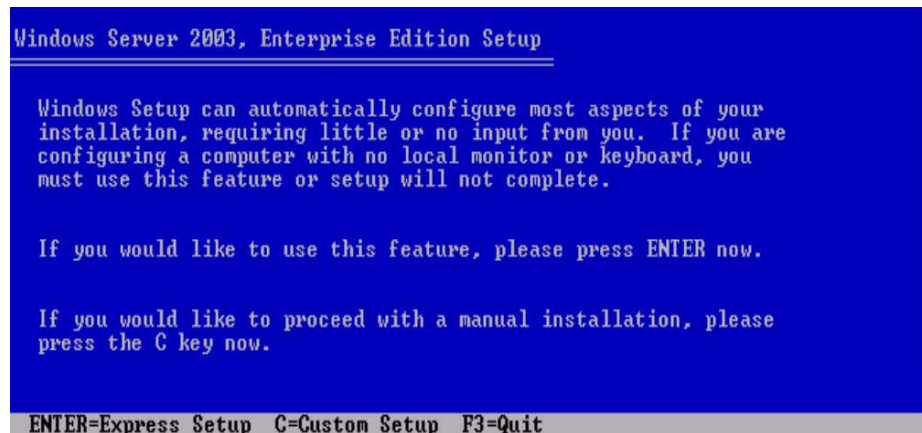 Windows Server 2003, Enterprise Edition Setup
Windows Setup can automatically configure most aspects of your
installation, requiring little or no input from you.  If you are
configuring a computer with no local monitor or keyboard, you
must use this feature or setup will not complete.
If you would like to use this feature, please press ENTER now.
If you would like to proceed with a manual installation, please
press the C key now.
ENTER=Express Setup  C=Custom Setup  F3=Quit